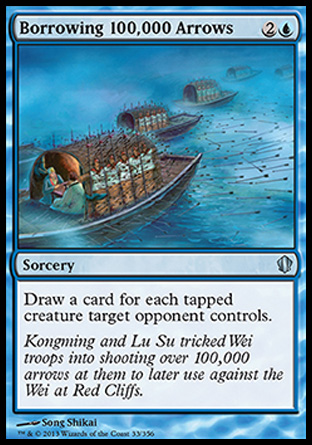 Borrowing 100,000 Arrows 2
Sorcery
Draw a card for each tapped
creature target opponent controls.
Kongming and Lu Su tricked Wei
troops into shooting over 100,000
arrows at them to later use against the
Wei at Red Cliffs.
Song Shikai
™ & © 2013 Wizards of the Coast 33/356